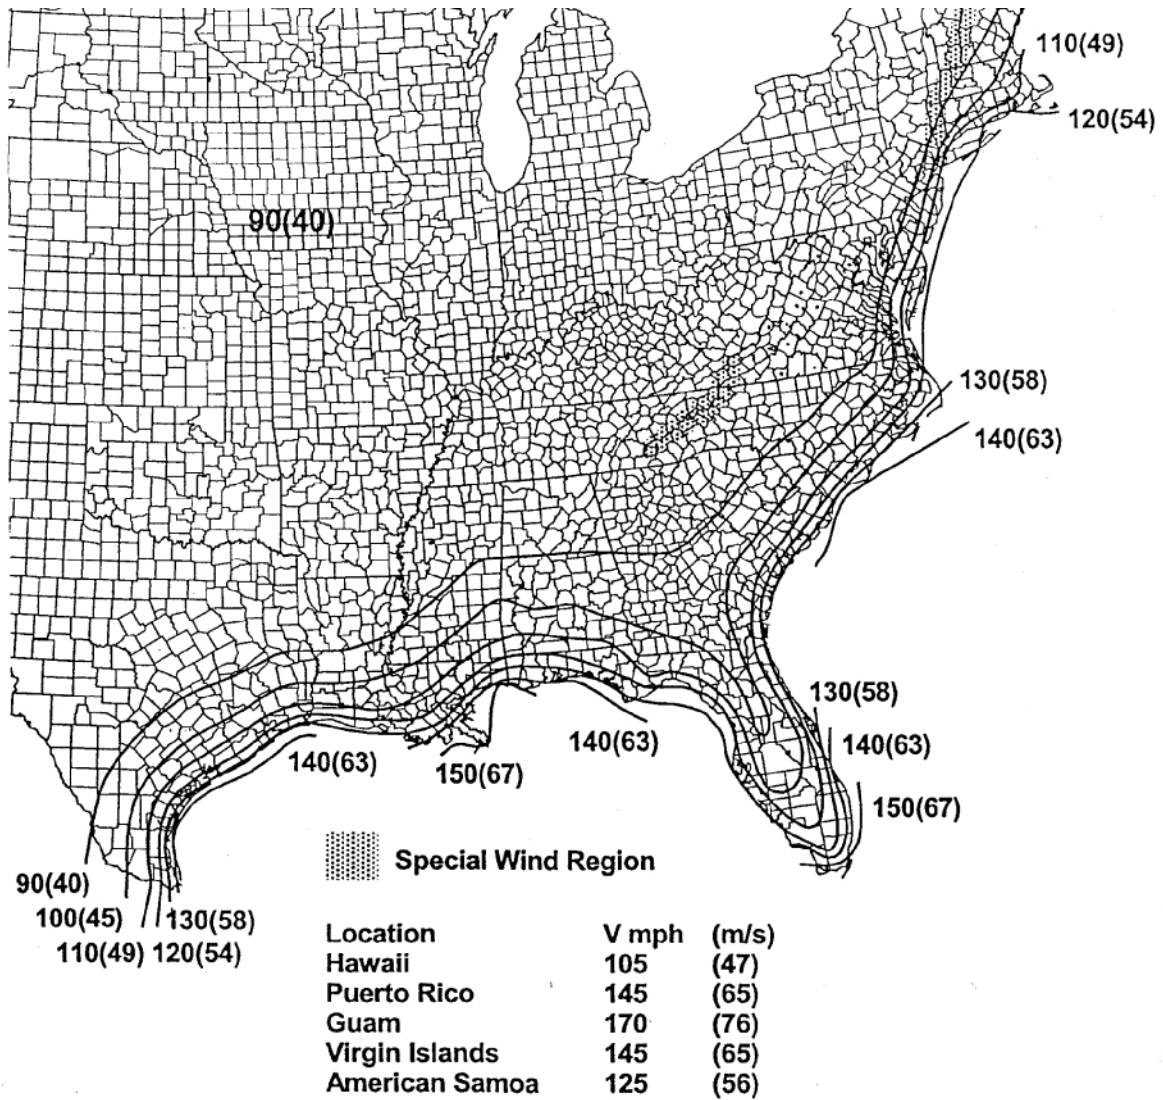 110(49)
120(54)
90(40)
130(58)
140(63)
130(58)
140(63)
140(63)
140(63)
150(67)
150(67)
Special Wind Region
90(40)
100(45)
130(58)
110(49)
120(54)
Location V mph (m/s)
Hawaii 105 (47)
Puerto Rico 145 (65)
Guam 170 (76)
Virgin Islands 145 (65)
American Samoa 125 (56)